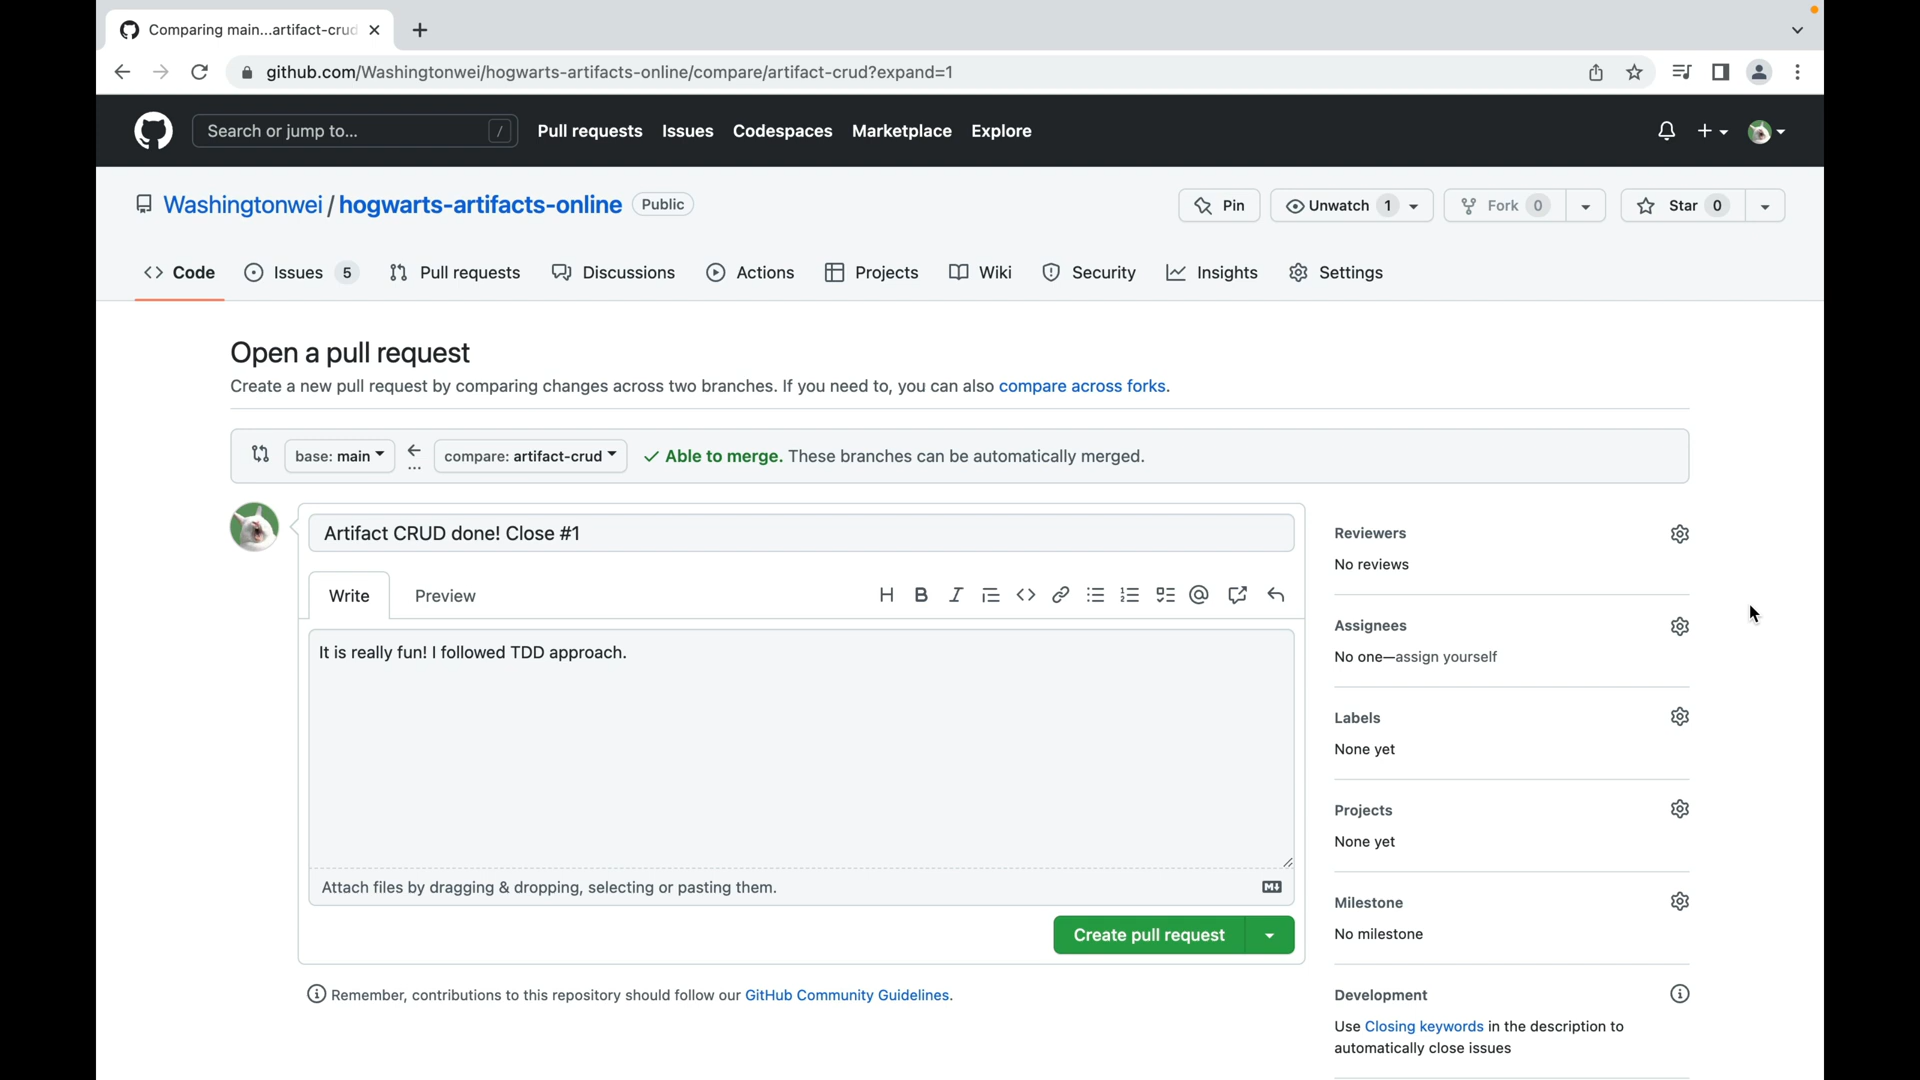 Comparing main...artifact-crud
github.com/Washingtonwei/hogwarts-artifacts-online/compare/artifact-crud?expand=1
Search or jump to... /
Pull requests Issues Codespaces Marketplace Explore
Washingtonwei / hogwarts-artifacts-online Public
Pin Unwatch 1 Fork 0 Star 0
Code Issues 5 Pull requests Discussions Actions Projects Wiki Security Insights Settings
Open a pull request
Create a new pull request by comparing changes across two branches. If you need to, you can also compare across forks.
base: main ... compare: artifact-crud Able to merge. These branches can be automatically merged.
Artifact CRUD done! Close #1
Write Preview
It is really fun! I followed TDD approach.
Attach files by dragging & dropping, selecting or pasting them.
Create pull request
Remember, contributions to this repository should follow our GitHub Community Guidelines.
Reviewers
No reviews
Assignees
No one—assign yourself
Labels
None yet
Projects
None yet
Milestone
No milestone
Development
Use Closing keywords in the description to
automatically close issues